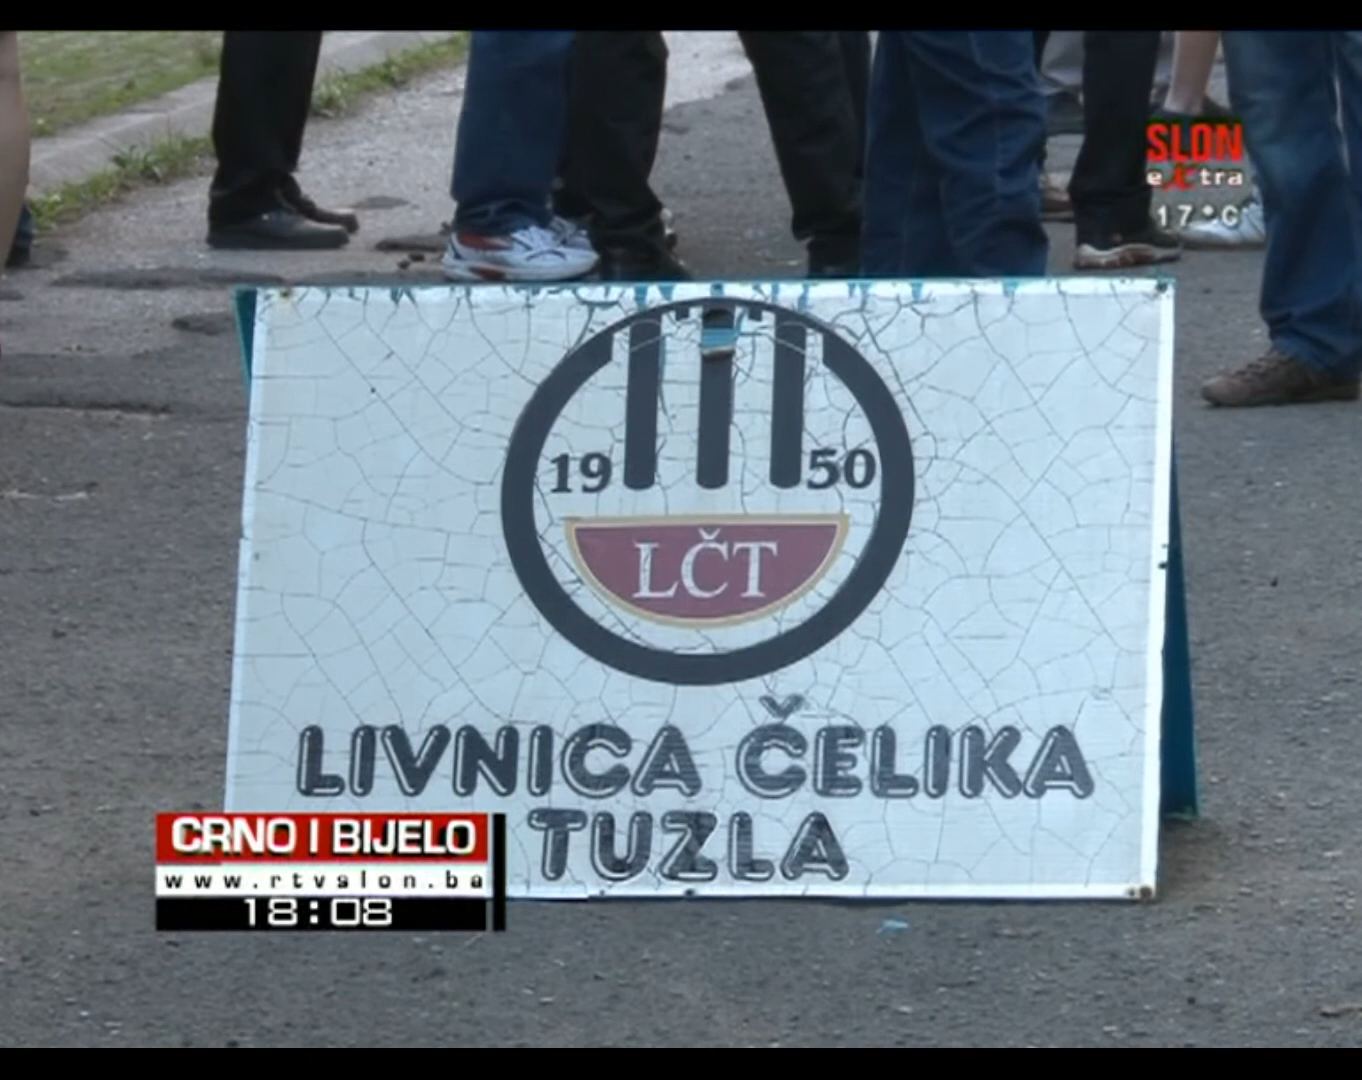 SLON
extra
17°C
19 50
LČT
LIVNICA ČELIKA
TUZLA
CRNO I BIJELO
www.rtvslon.ba
18:08